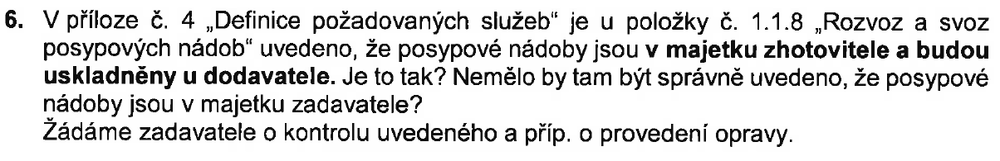 6. V příloze č. 4 „Definice požadovaných služeb“ je u položky č. 1.1.8 „Rozvoz a svoz
posypových nádob“ uvedeno, že posypové nádoby jsou v majetku zhotovitele a budou
uskladněny u dodavatele. Je to tak? Nemělo by tam být správně uvedeno, že posypové
nádoby jsou v majetku zadavatele?
Žádáme zadavatele o kontrolu uvedeného a příp. o provedení opravy.